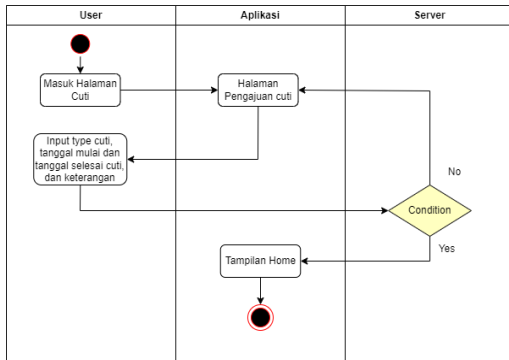 User
Aplikasi
Server
Masuk Halaman
Cuti
Halaman
Pengajuan cuti
Input type cuti,
tanggal mulai dan
tanggal selesai cuti,
dan keterangan
No
Condition
Yes
Tampilan Home